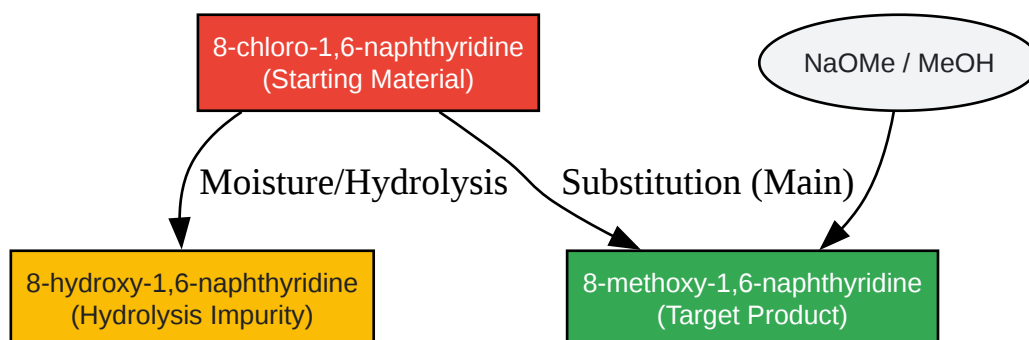 8-chloro-1,6-naphthyridine
(Starting Material)
NaOMe / MeOH
Moisture/Hydrolysis
Substitution (Main)
8-hydroxy-1,6-naphthyridine
(Hydrolysis Impurity)
8-methoxy-1,6-naphthyridine
(Target Product)